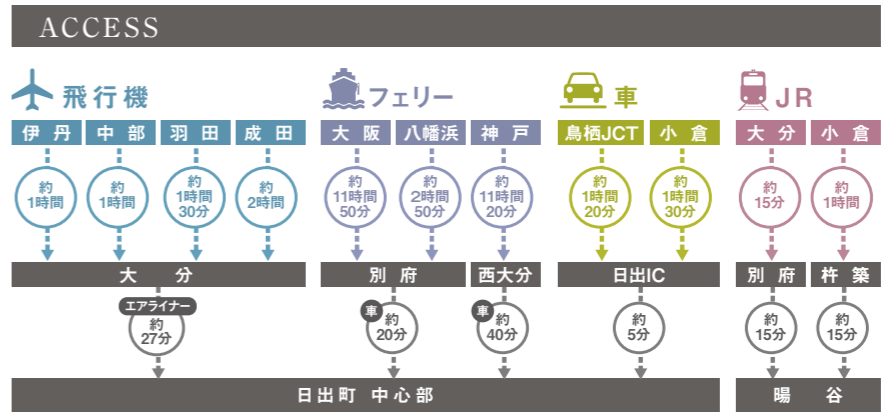 ACCESS
飛行機
フェリー
車
JR
伊丹
中部
羽田
成田
大阪
八幡浜
神戸
鳥栖JCT
小倉
大分
小倉
約
1時間
約
1時間
約
1時間
30分
約
2時間
約
11時間
50分
約
2時間
50分
約
11時間
20分
約
1時間
20分
約
1時間
30分
約
15分
約
1時間
大分
別府
西大分
日出IC
別府
杵築
エアライナー
約
27分
車
約
20分
車
約
40分
約
5分
約
15分
約
15分
日出町 中心部
暘谷